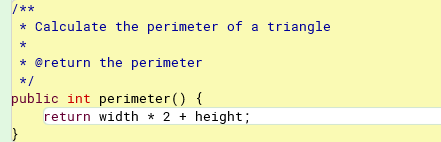 /**
 * Calculate the perimeter of a triangle
 *
 * @return the perimeter
 */
public int perimeter() {
    return width * 2 + height;
}